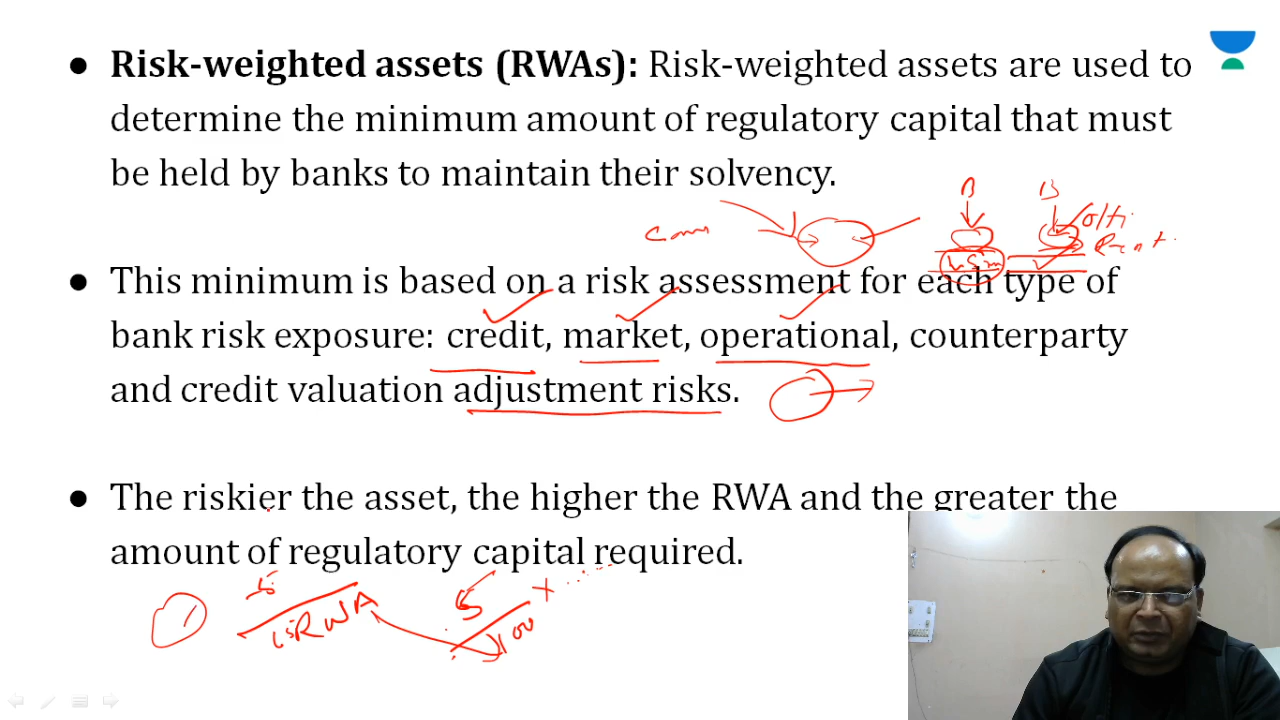 ● Risk-weighted assets (RWAs): Risk-weighted assets are used to
determine the minimum amount of regulatory capital that must
be held by banks to maintain their solvency.
B B
● This minimum is based on a risk assessment for each type of
bank risk exposure: credit, market, operational, counterparty
and credit valuation adjustment risks.
● The riskier the asset, the higher the RWA and the greater the
amount of regulatory capital required.
5 5 x
RWA 100